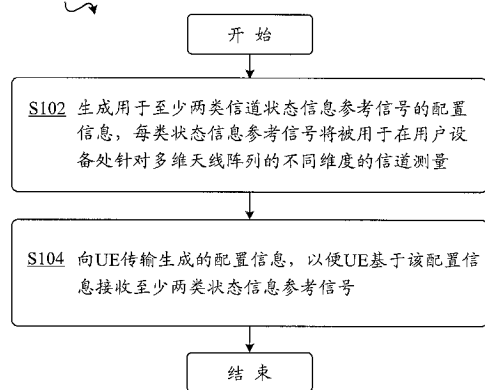 开 始
S102 生成用于至少两类信道状态信息参考信号的配置
信息，每类状态信息参考信号将被用于在用户设
备处针对多维天线阵列的不同维度的信道测量
S104 向UE传输生成的配置信息，以便UE基于该配置信
息接收至少两类状态信息参考信号
结 束